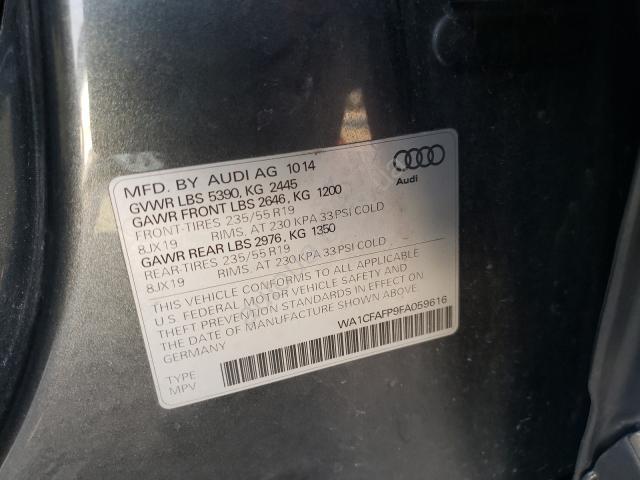 MFD. BY AUDI AG 10 14
GVWR LBS 5390, KG 2445
GAWR FRONT LBS 2646, KG 1200
FRONT-TIRES 235/55 R19
8JX19 RIMS, AT 230 KPA 33 PSI COLD
GAWR REAR LBS 2976, KG 1350
REAR-TIRES 235/55 R19
8JX19 RIMS, AT 230 KPA 33 PSI COLD
THIS VEHICLE CONFORMS TO ALL APPLICABLE
U.S. FEDERAL MOTOR VEHICLE SAFETY AND
THEFT PREVENTION STANDARDS IN EFFECT ON
THE DATE OF MANUFACTURE SHOWN ABOVE.
GERMANY
WA1CFAFP9FA059616
TYPE
MPV
Audi